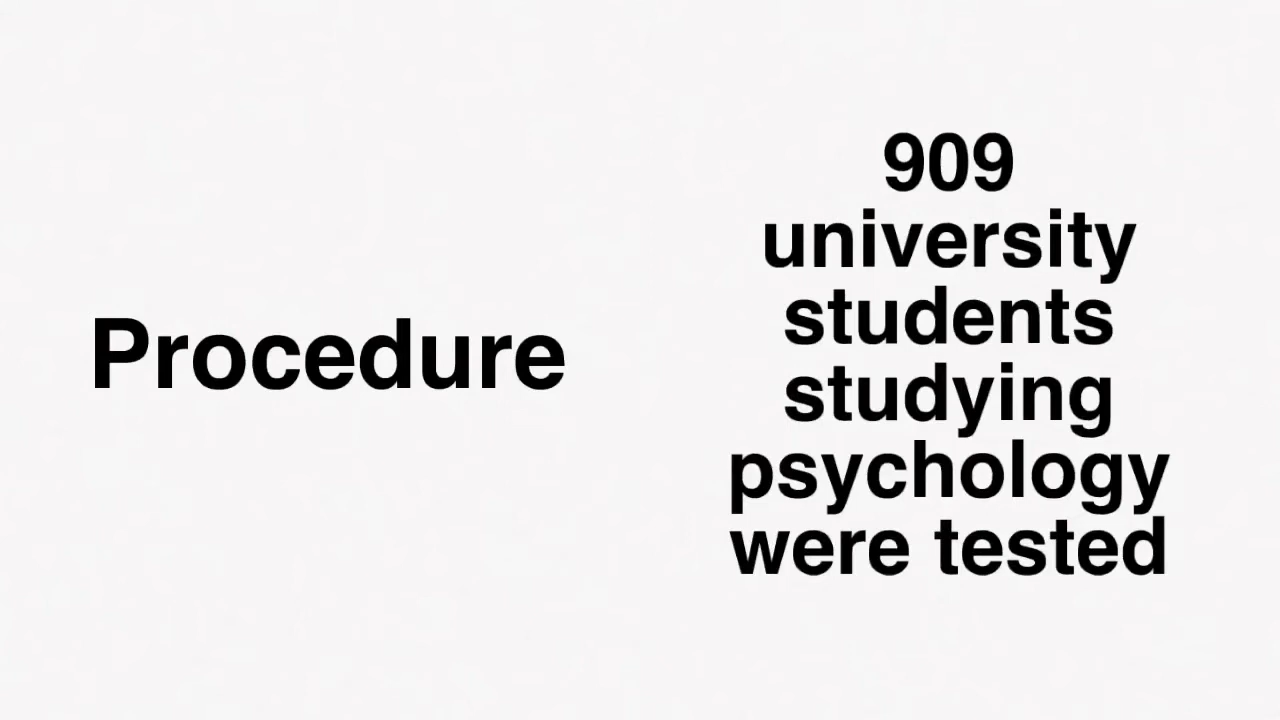 Procedure
909
university
students
studying
psychology
were tested